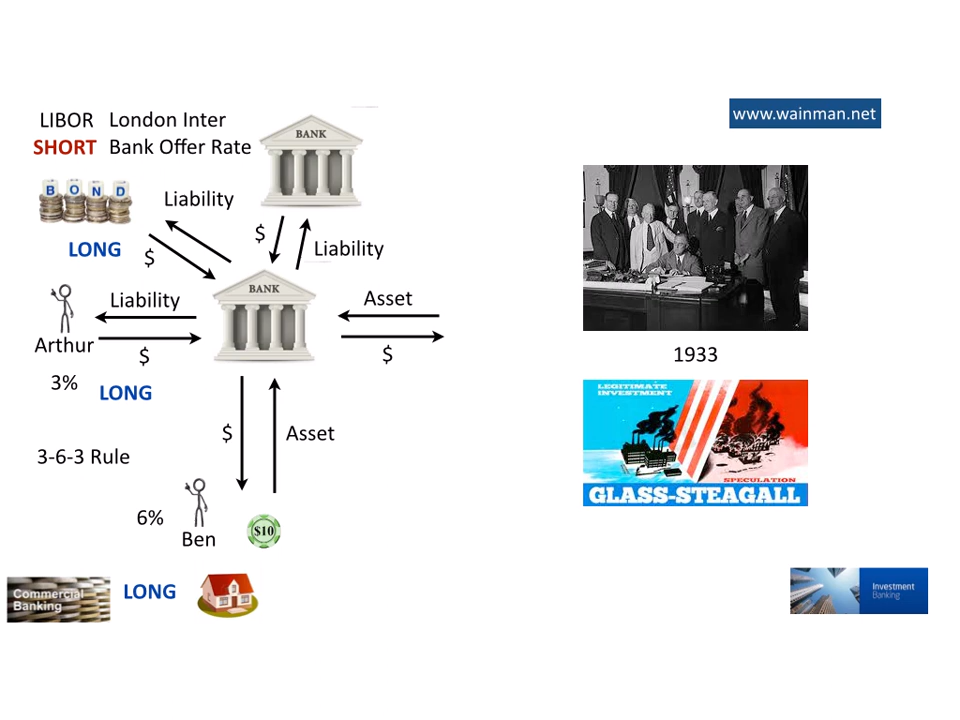 LIBOR London Inter
SHORT Bank Offer Rate
BANK
www.wainman.net
BOND
Liability
$
Liability
LONG
$
BANK
Liability
Asset
Arthur
$
$
1933
3%
LONG
LEGITIMATE
INVESTMENT
$
Asset
3-6-3 Rule
SPECULATION
GLASS-STEAGALL
6%
Ben
$10
Commercial
Banking
LONG
Investment
Banking